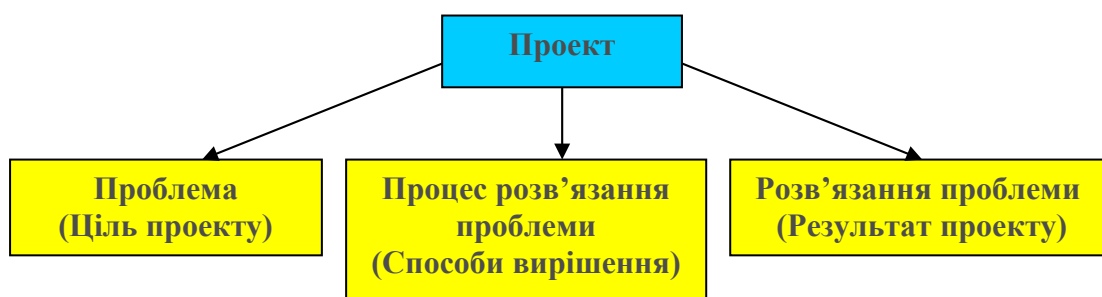 Проект
Проблема
(Ціль проекту)
Процес розв’язання
проблеми
(Способи вирішення)
Розв’язання проблеми
(Результат проекту)